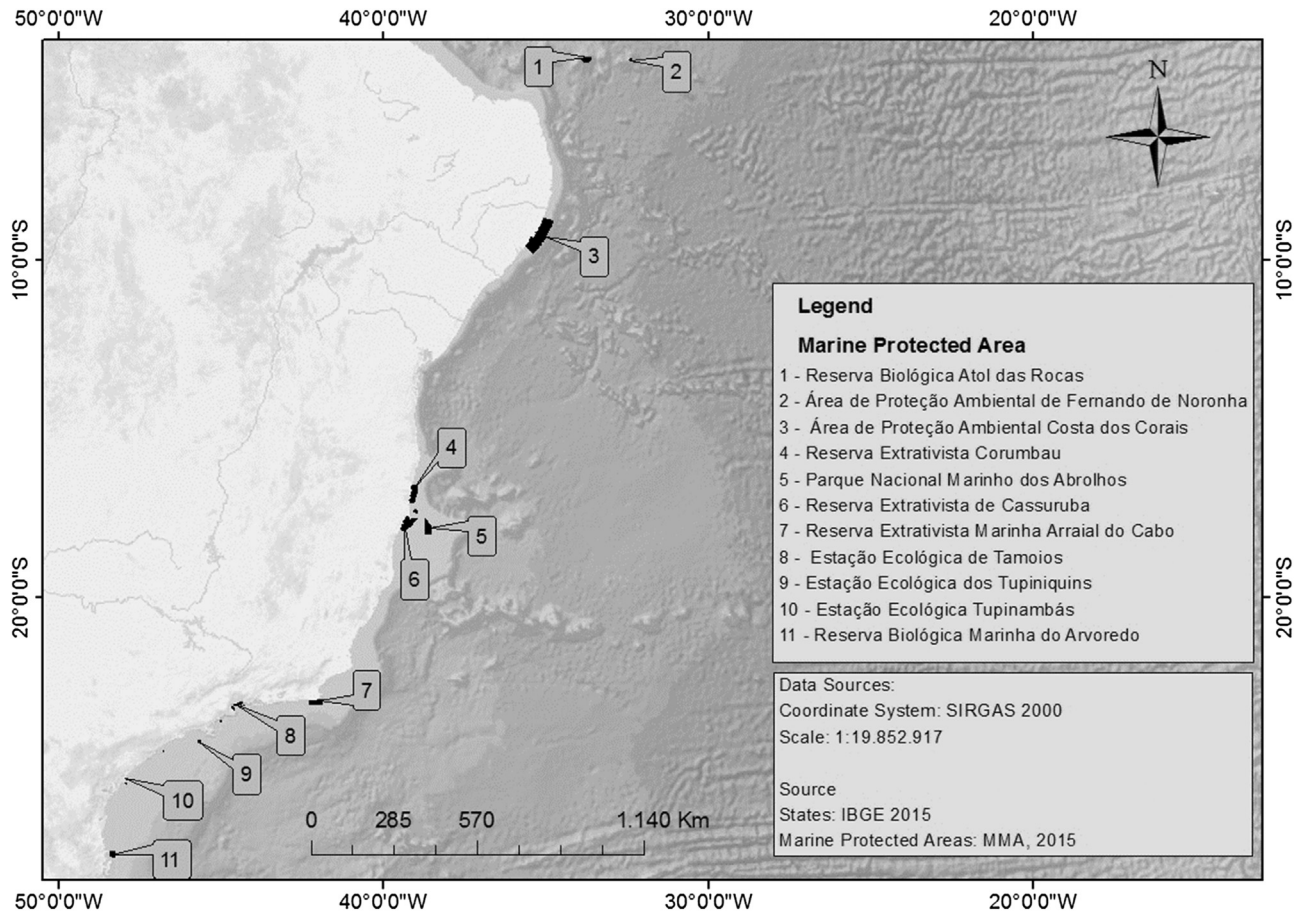 50°0'0"W 40°0'0"W 30°0'0"W 20°0'0"W
1
2
N
3
10°0'0"S
10°0'0"S
Legend
Marine Protected Area
1 - Reserva Biológica Atol das Rocas
2 - Área de Proteção Ambiental de Fernando de Noronha
3 - Área de Proteção Ambiental Costa dos Corais
4 - Reserva Extrativista Corumbau
5 - Parque Nacional Marinho dos Abrolhos
6 - Reserva Extrativista de Cassuruba
7 - Reserva Extrativista Marinha Arraial do Cabo
8 - Estação Ecológica de Tamoios
9 - Estação Ecológica dos Tupiniquins
10 - Estação Ecológica Tupinambás
11 - Reserva Biológica Marinha do Arvoredo
4
5
6
20°0'0"S
20°0'0"S
7
8
9
10
11
Data Sources:
Coordinate System: SIRGAS 2000
Scale: 1:19.852.917
Source
States: IBGE 2015
Marine Protected Areas: MMA, 2015
0 285 570 1.140 Km
50°0'0"W 40°0'0"W 30°0'0"W 20°0'0"W